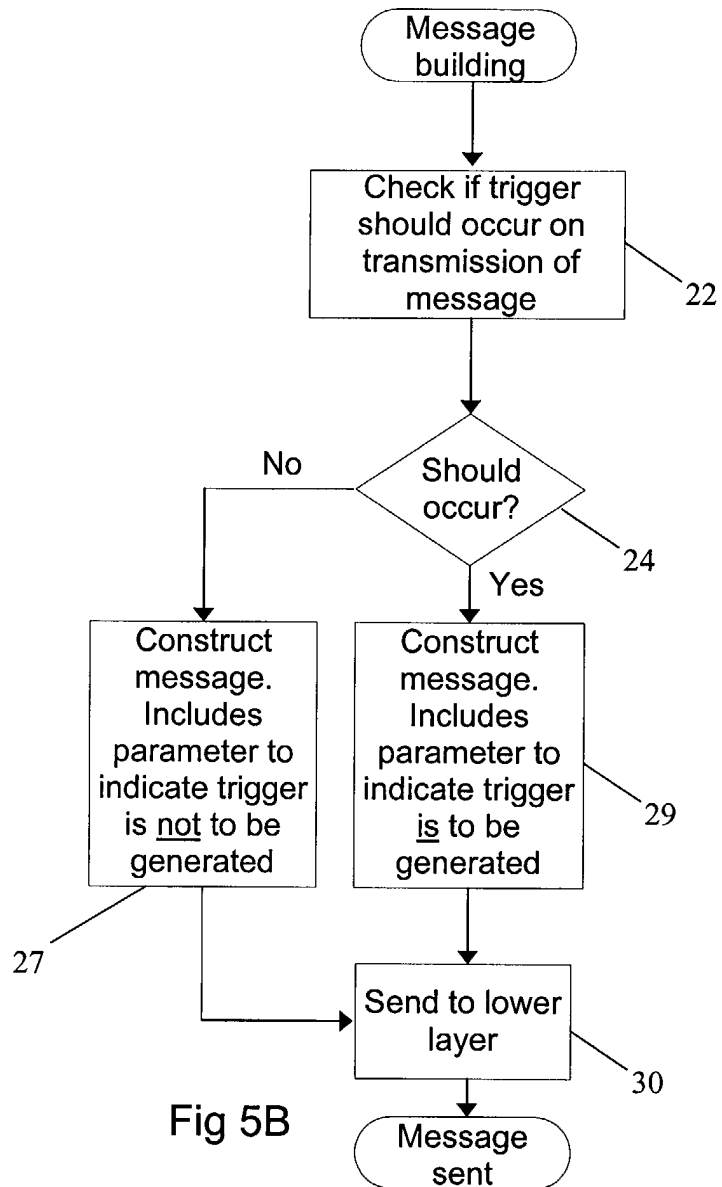 Message
building
Check if trigger
should occur on
transmission of
message
22
Should
occur?
24
No
Yes
Construct
message.
Includes
parameter to
indicate trigger
is not to be
generated
27
Construct
message.
Includes
parameter to
indicate trigger
is to be
generated
29
Send to lower
layer
30
Message
sent
Fig 5B